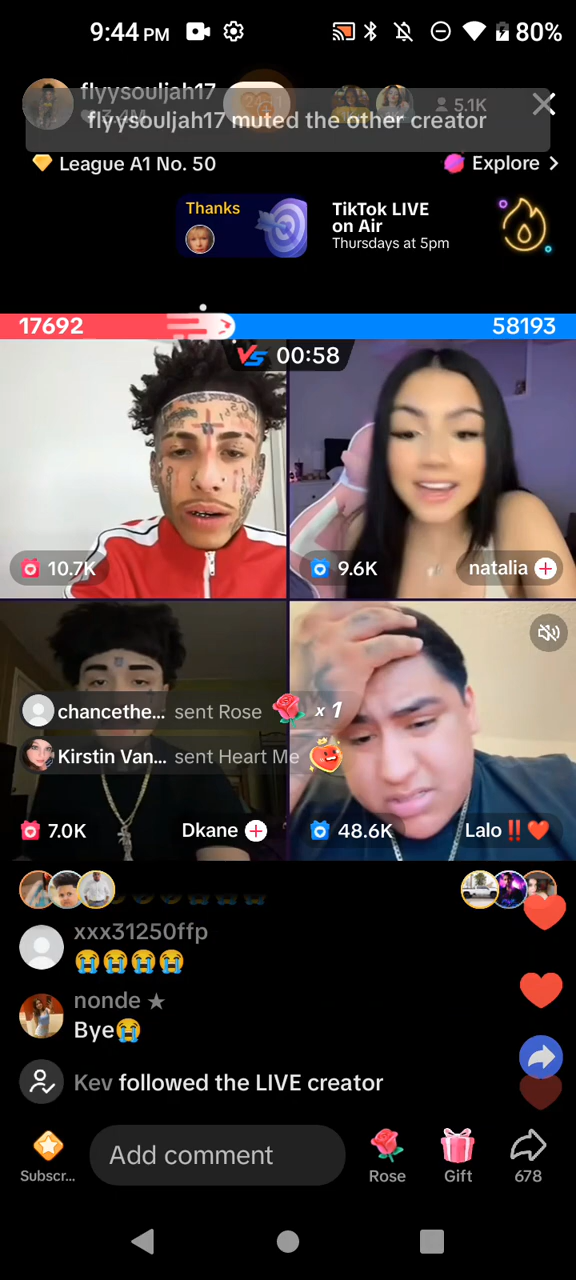 9:44 PM
80%
flyysouljah17
5.1K
flyysouljah17 muted the other creator
League A1 No. 50
Explore
Thanks
TikTok LIVE
on Air
Thursdays at 5pm
17692
58193
VS 00:58
10.7K
9.6K
natalia
chancethe... sent Rose x 1
Kirstin Van... sent Heart Me
7.0K
Dkane
48.6K
Lalo ‼️❤️
xxx31250ffp
😭😭😭😭
nonde ★
Bye😭
Kev followed the LIVE creator
Subscr...
Add comment
Rose
Gift
678